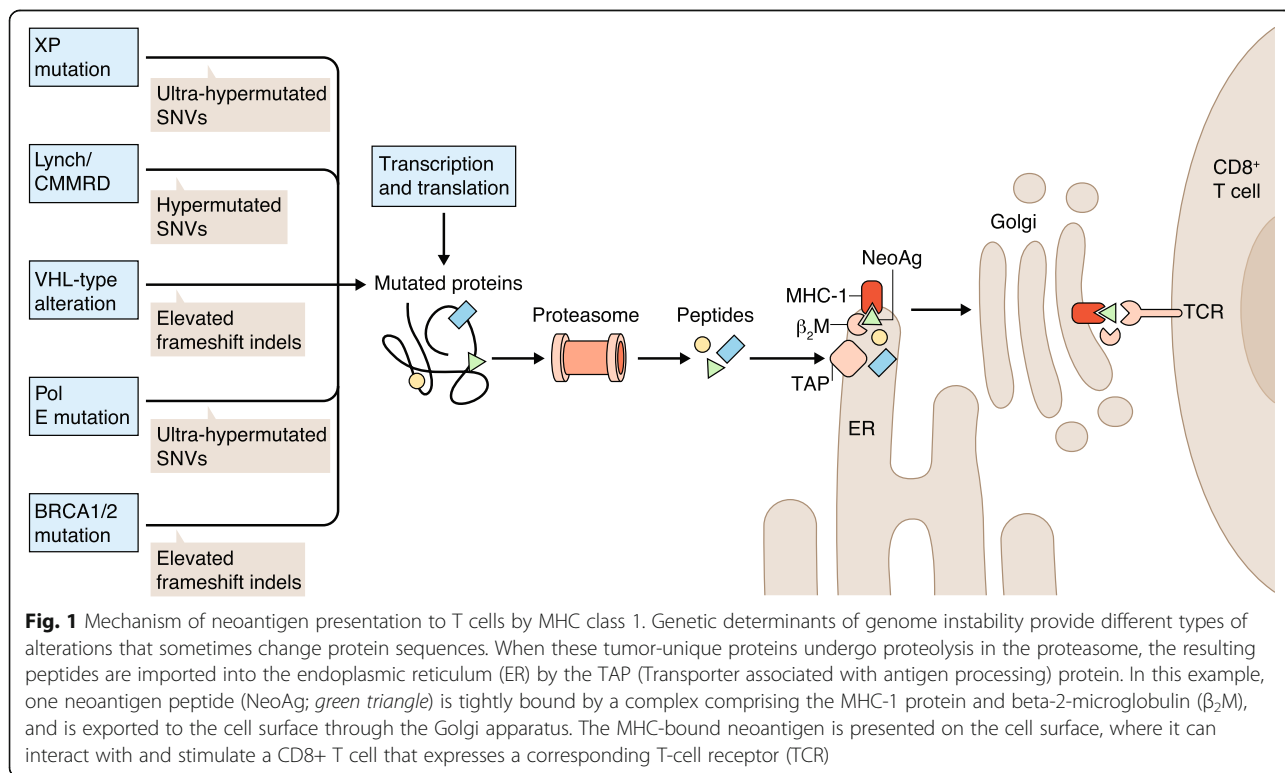 XP
mutation
Ultra-hypermutated
SNVs
Lynch/
CMMRD
Hypermutated
SNVs
VHL-type
alteration
Elevated
frameshift indels
Pol
E mutation
Ultra-hypermutated
SNVs
BRCA1/2
mutation
Elevated
frameshift indels
Transcription
and translation
Mutated proteins
Proteasome
Peptides
NeoAg
MHC-1
β₂M
TAP
ER
Golgi
CD8⁺
T cell
TCR
Fig. 1 Mechanism of neoantigen presentation to T cells by MHC class 1. Genetic determinants of genome instability provide different types of
alterations that sometimes change protein sequences. When these tumor-unique proteins undergo proteolysis in the proteasome, the resulting
peptides are imported into the endoplasmic reticulum (ER) by the TAP (Transporter associated with antigen processing) protein. In this example,
one neoantigen peptide (NeoAg; green triangle) is tightly bound by a complex comprising the MHC-1 protein and beta-2-microglobulin (β₂M),
and is exported to the cell surface through the Golgi apparatus. The MHC-bound neoantigen is presented on the cell surface, where it can
interact with and stimulate a CD8+ T cell that expresses a corresponding T-cell receptor (TCR)